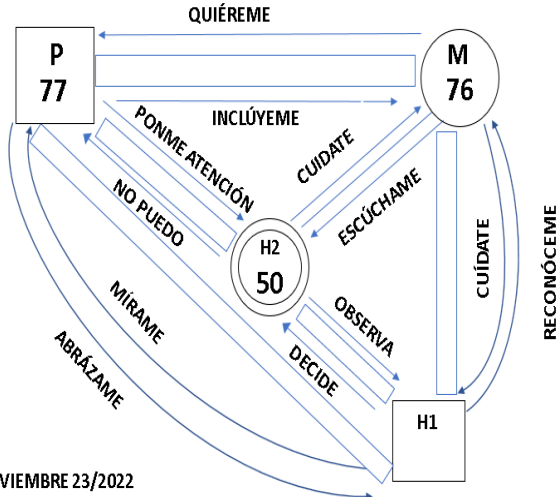 QUIÉREME
P
77
M
76
INCLÚYEME
PONME ATENCIÓN
NO PUEDO
CUIDATE
ESCÚCHAME
H2
50
CUÍDATE
RECONÓCEME
OBSERVA
DECIDE
MÍRAME
ABRÁZAME
H1
VIEMBRE 23/2022